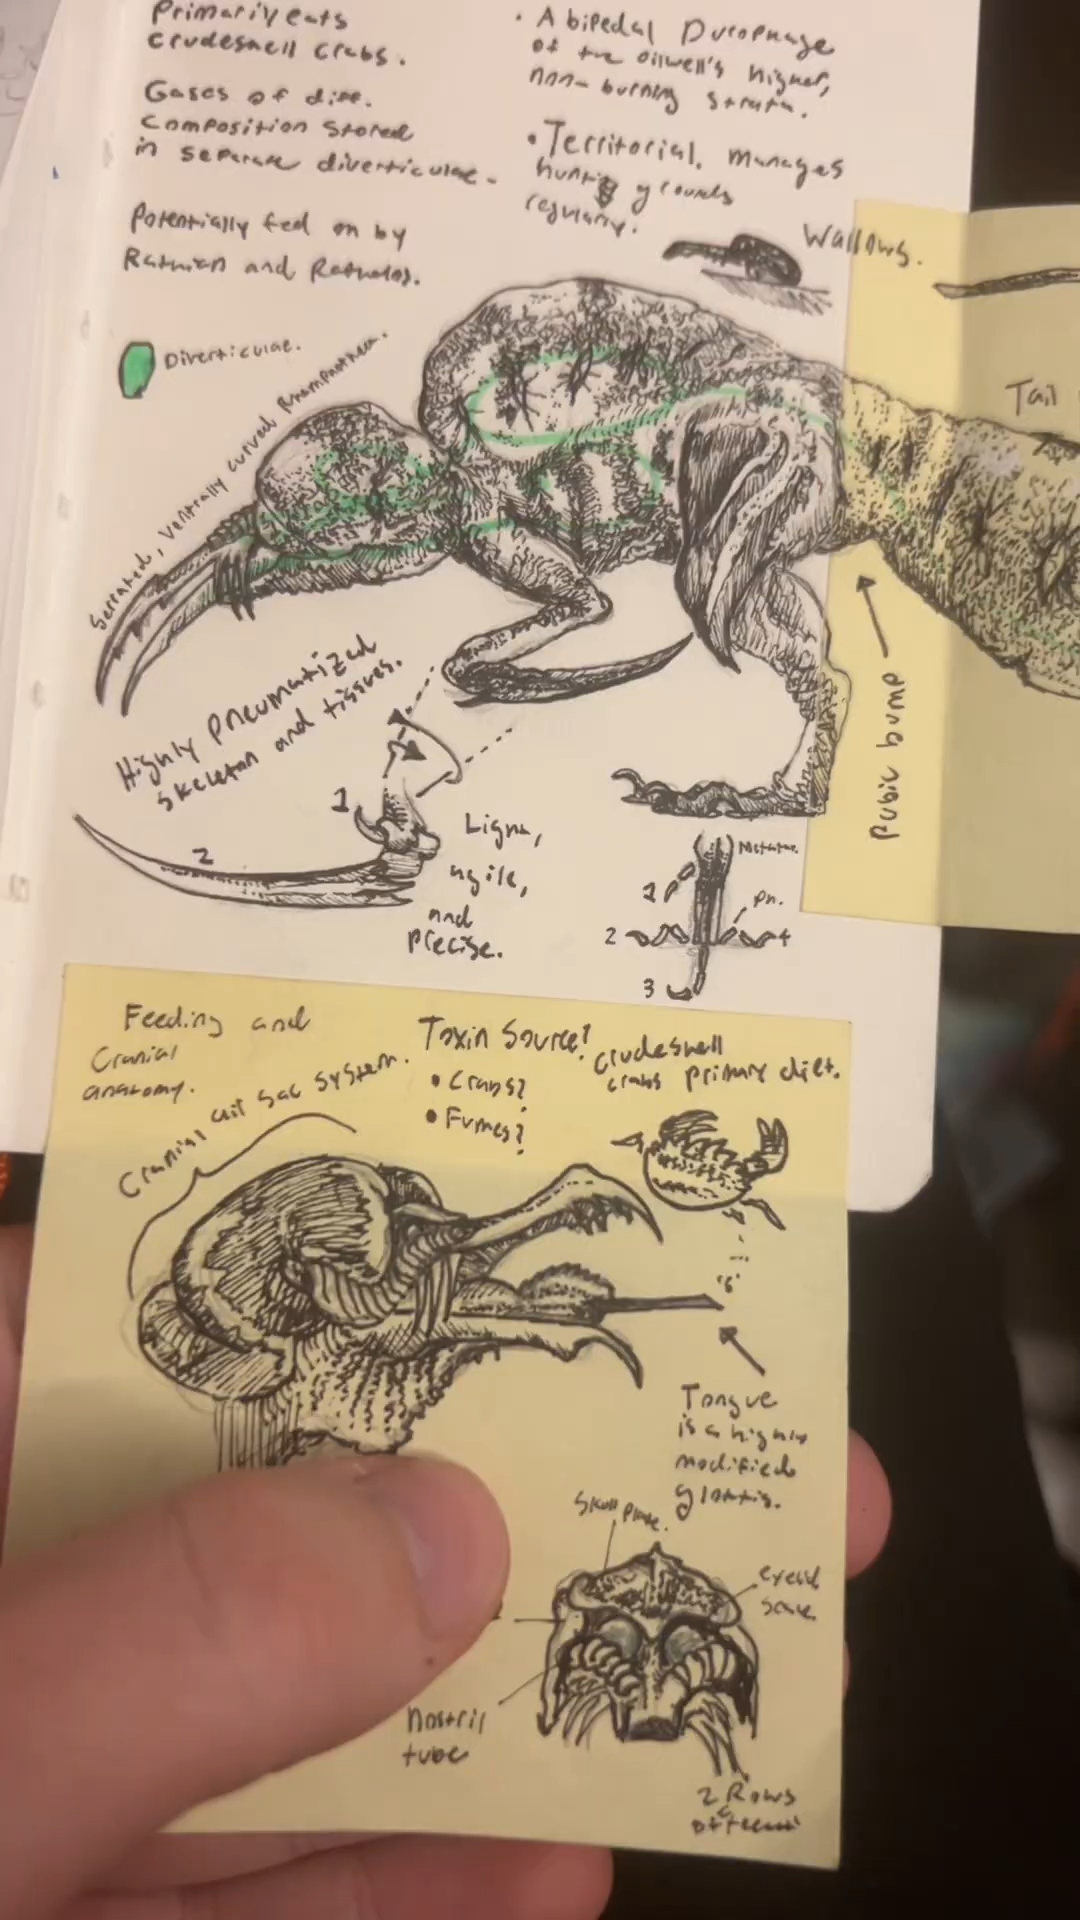 Primarily eats
crudeshell crabs.
Gases of diff.
composition stored
in separate diverticulae.
Potentially fed on by
Rathian and Rathalos.
Diverticulae.
• A bipedal Durophage
of the oilwell's higher,
non-burning strata.
• Territorial, manages
hunting grounds
regularly.
Wallows.
Tail
Serrated, ventrally curved
Highly pneumatized
skeleton and tissues.
1
2
Light,
agile,
and
precise.
Metatar.
1
Ph.
2
4
3
Pubic bump
Feeding and
Cranial
anatomy.
Cranial air sac system.
Toxin Source?
• Crabs?
• Fumes?
Crudeshell
crabs primary diet.
Tongue
is a highly
modified
glottis.
Skull plate.
eyelid
Nostril
tube
2 Rows
of